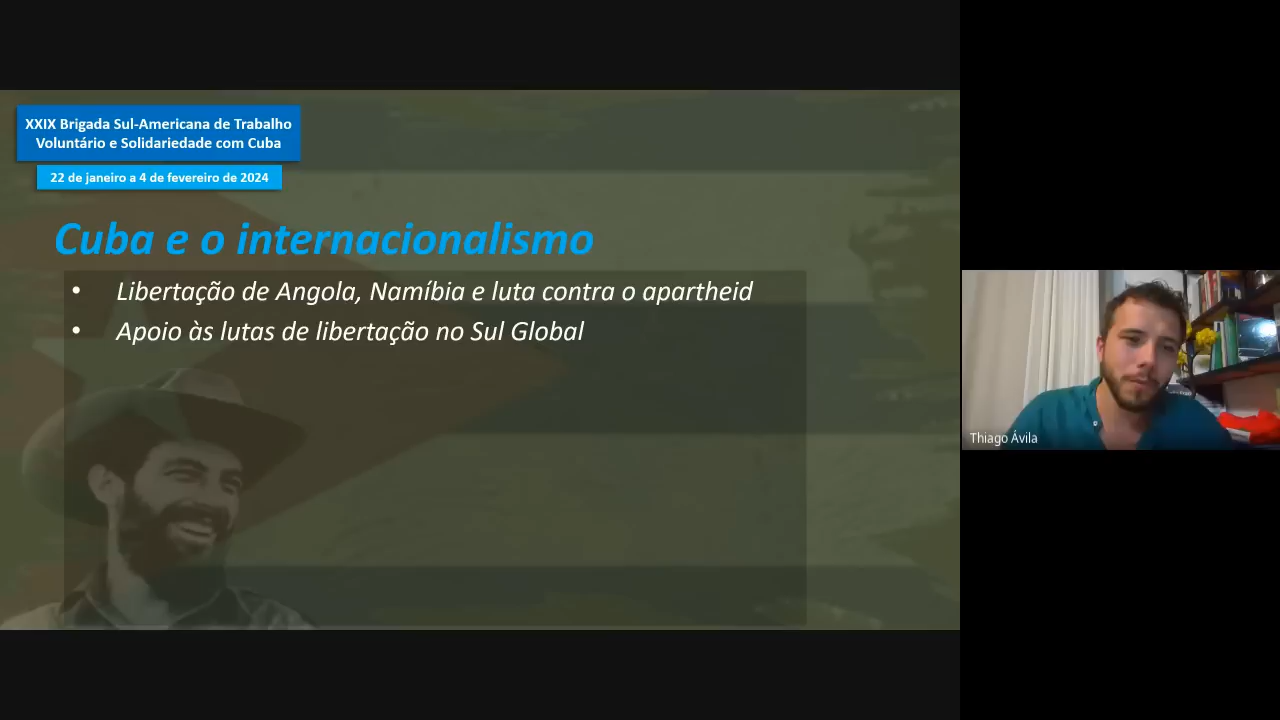 XXIX Brigada Sul-Americana de Trabalho
Voluntário e Solidariedade com Cuba
22 de janeiro a 4 de fevereiro de 2024
Cuba e o internacionalismo
• Libertação de Angola, Namíbia e luta contra o apartheid
• Apoio às lutas de libertação no Sul Global
Thiago Ávila